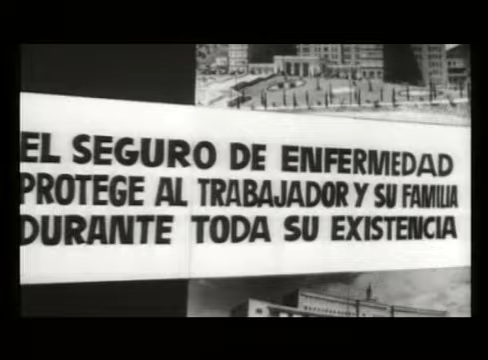 EL SEGURO DE ENFERMEDAD
PROTEGE AL TRABAJADOR Y SU FAMILIA
DURANTE TODA SU EXISTENCIA